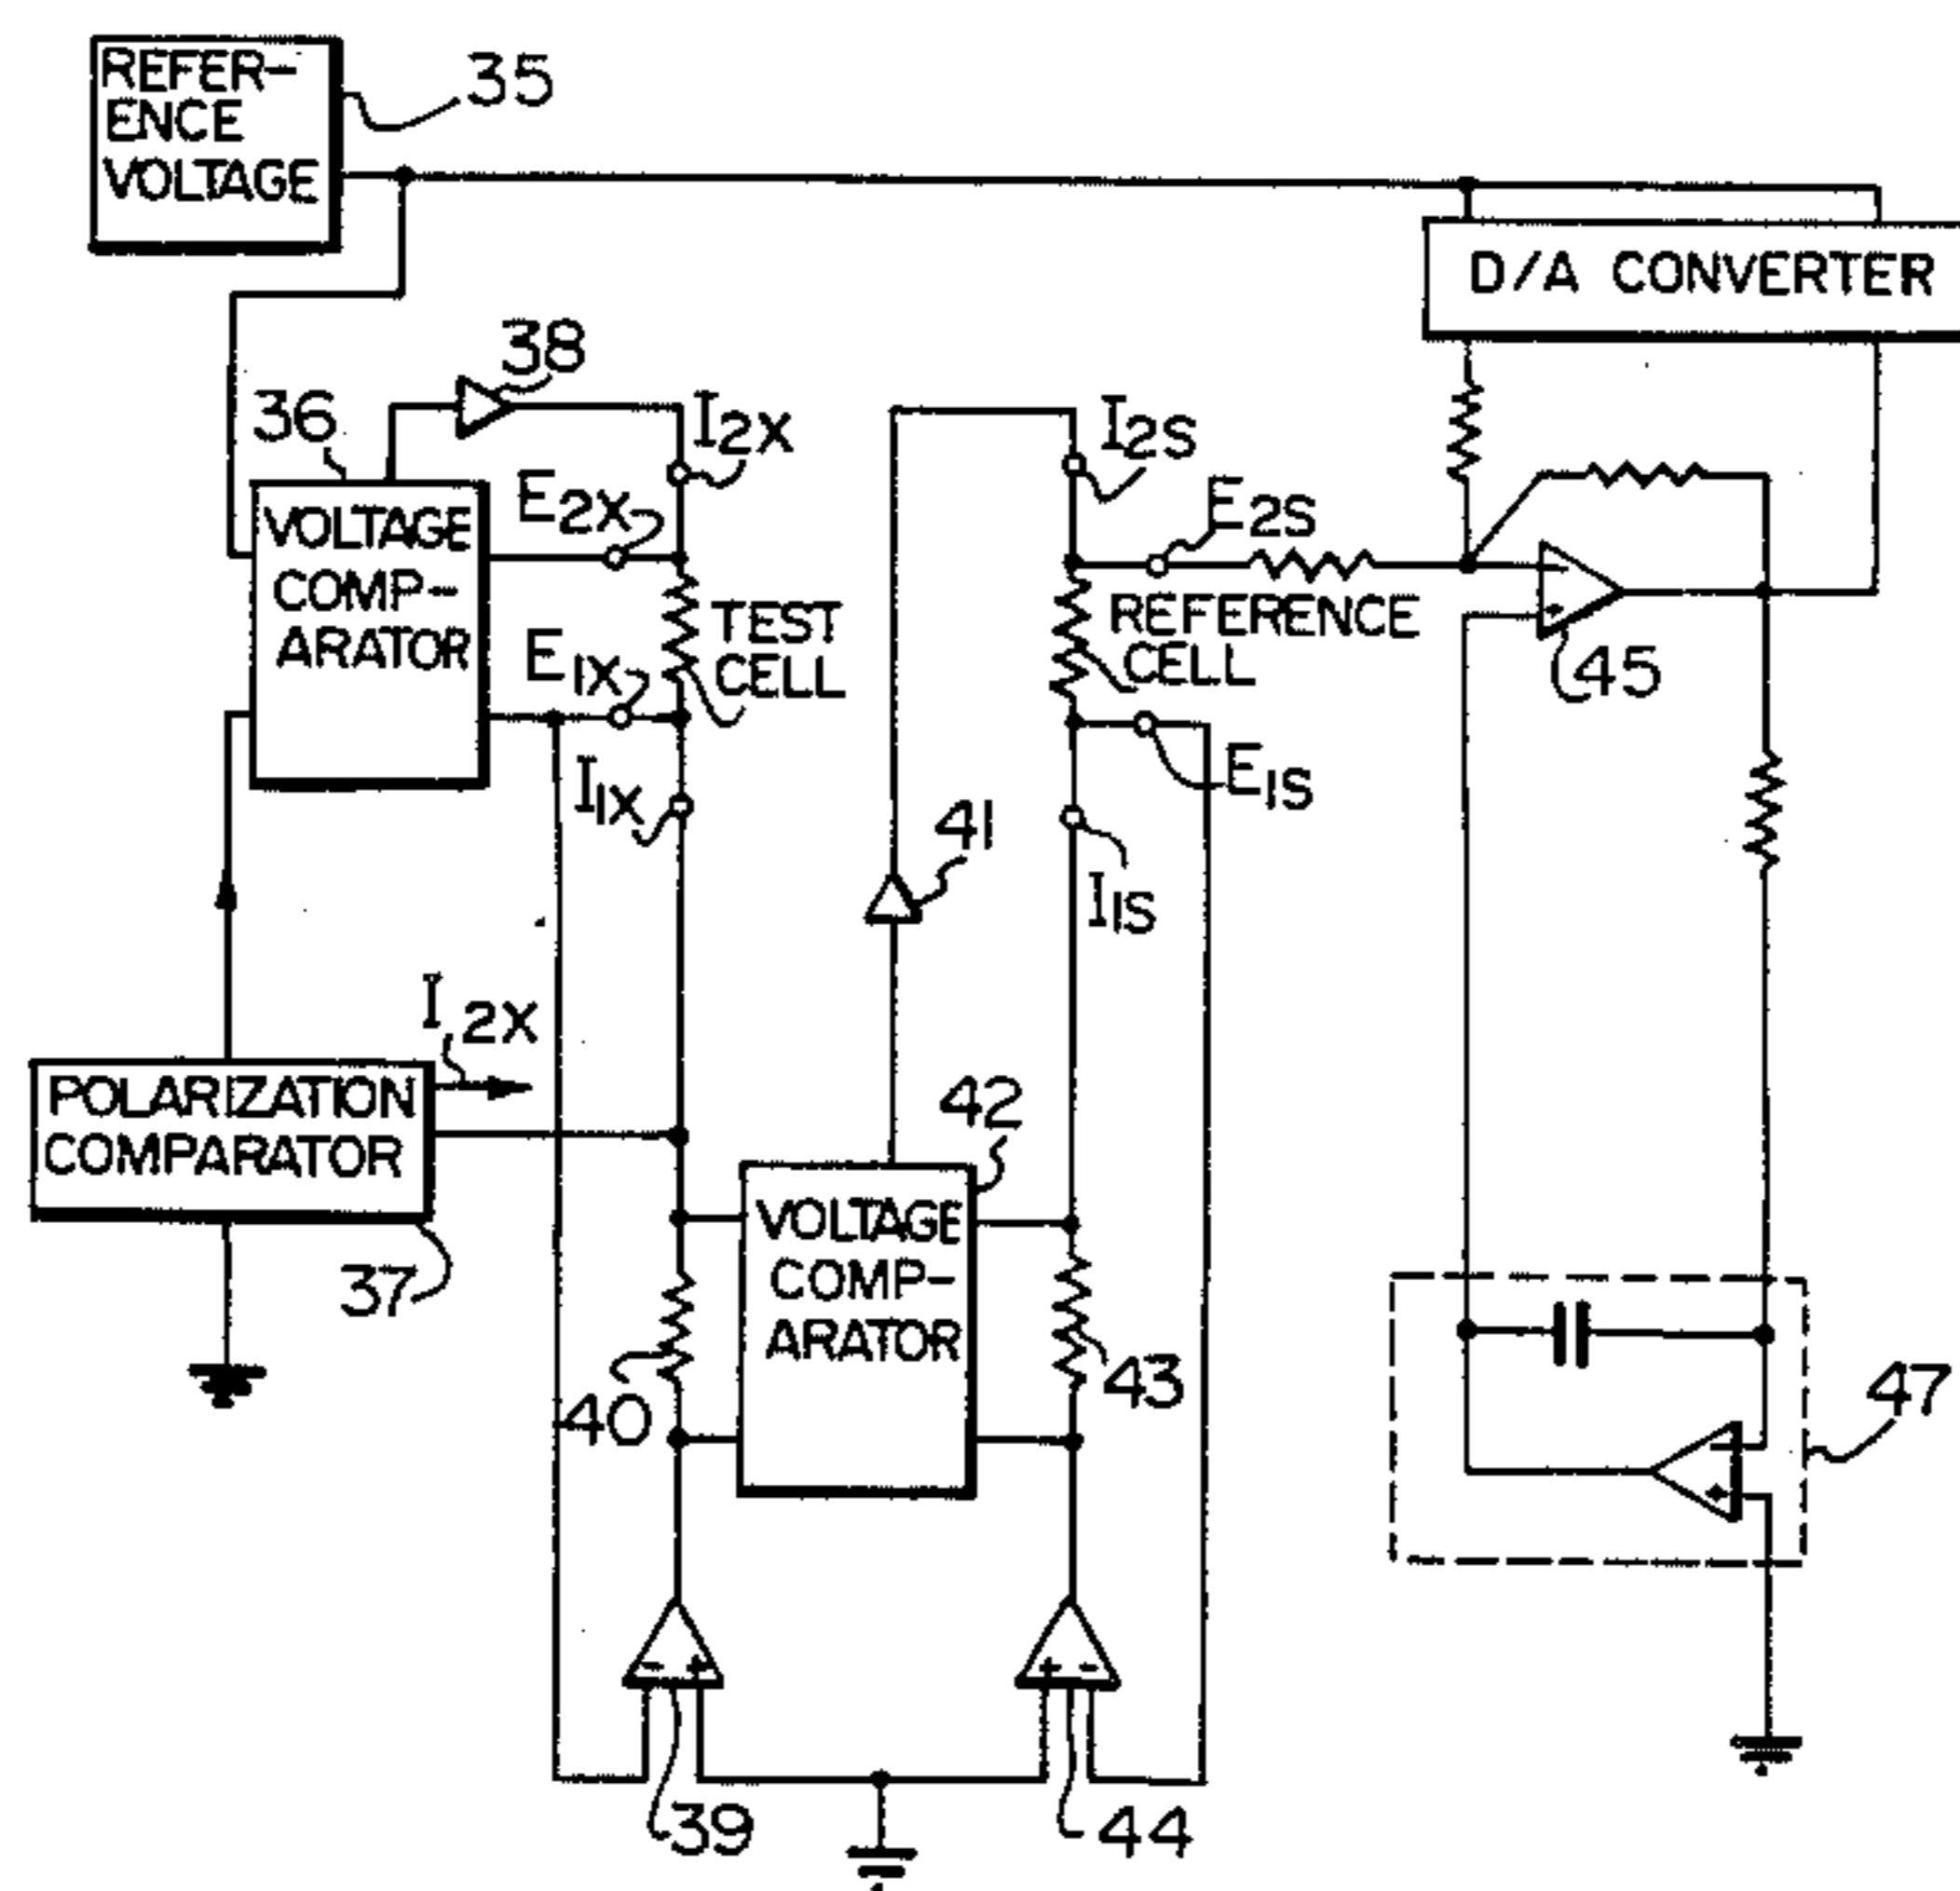 REFER-
ENCE
VOLTAGE
35
D/A CONVERTER
38
36
I2X
I2S
E2X
E2S
VOLTAGE
COMP-
ARATOR
TEST
CELL
REFERENCE
CELL
E1X
45
I1X
E1S
41
I1S
I2X
42
POLARIZATION
COMPARATOR
VOLTAGE
COMP-
ARATOR
37
40
43
47
39
44
- +
+ -
-
+
-
+